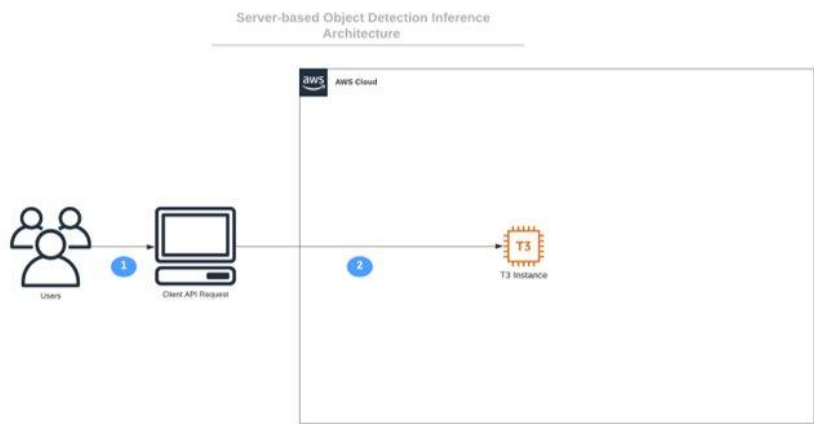 Server-based Object Detection Inference
Architecture
aws
AWS Cloud
T3
1
2
T3 Instance
Users
Client API Request